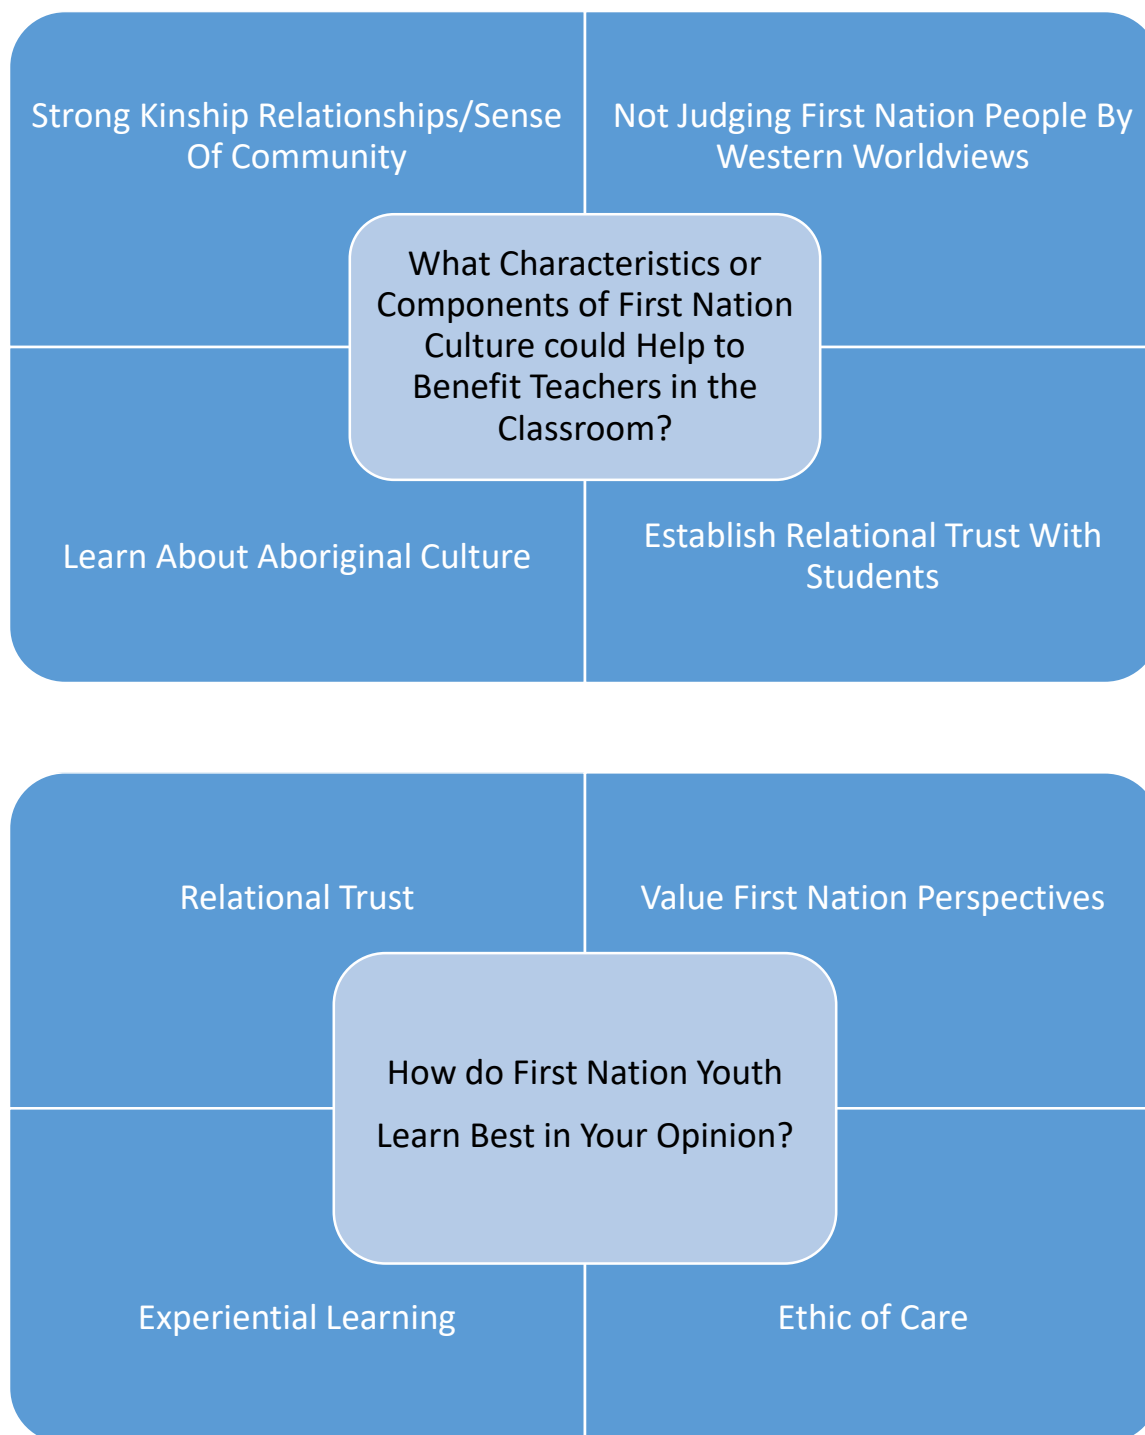 Strong Kinship Relationships/Sense
Of Community
Not Judging First Nation People By
Western Worldviews
What Characteristics or
Components of First Nation
Culture could Help to
Benefit Teachers in the
Classroom?
Learn About Aboriginal Culture
Establish Relational Trust With
Students
Relational Trust
Value First Nation Perspectives
How do First Nation Youth
Learn Best in Your Opinion?
Experiential Learning
Ethic of Care